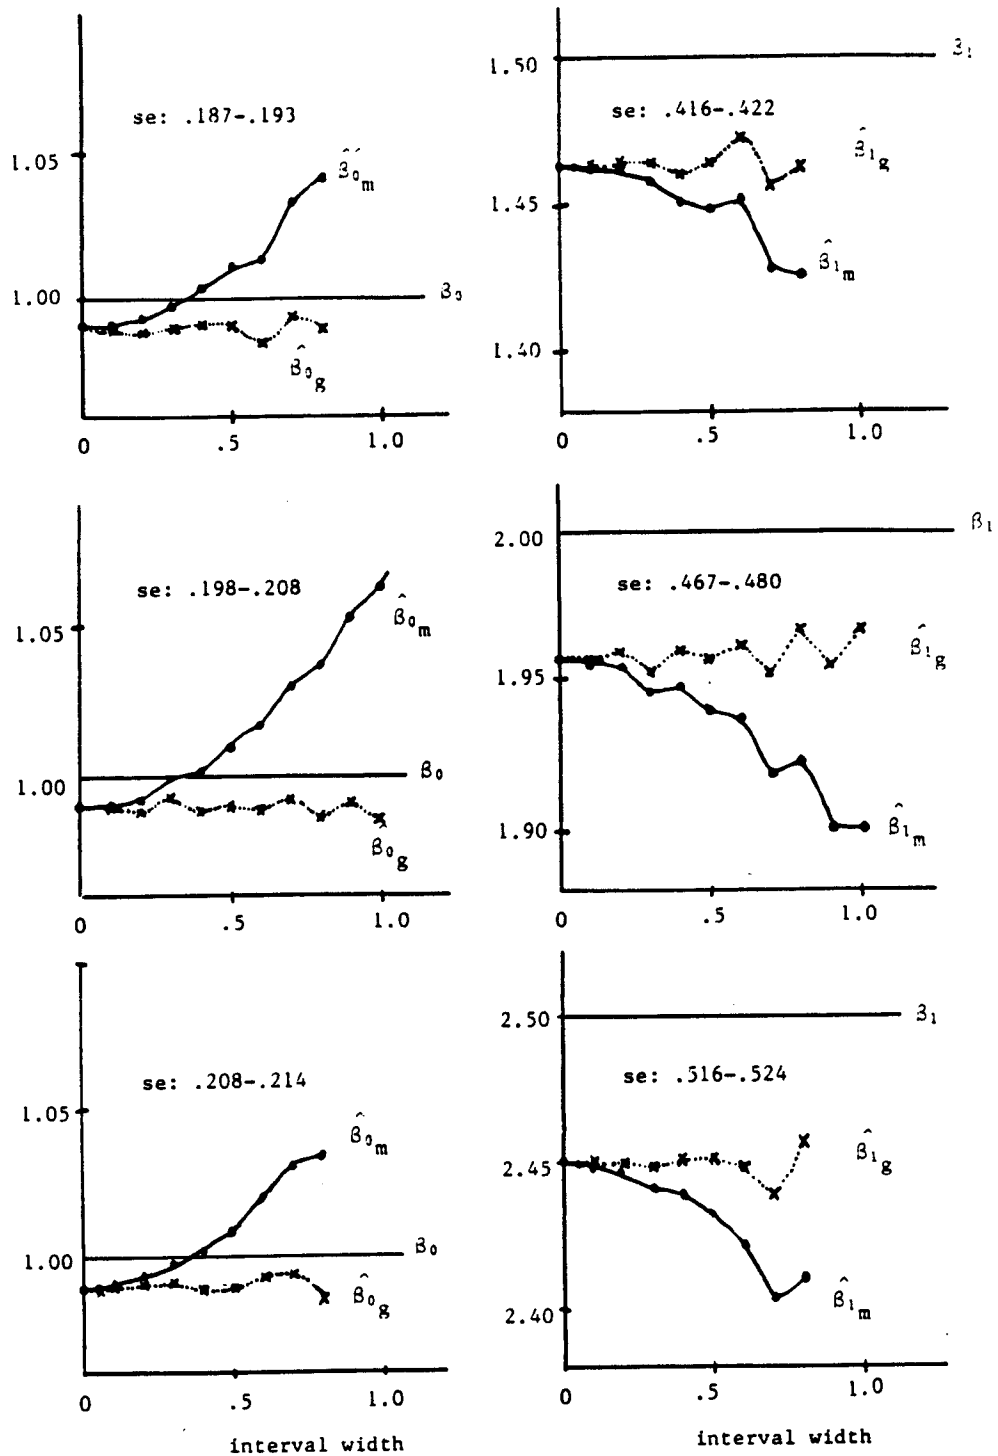 1.05
1.00
se: .187-.193
β̂₀ₘ
β₀
β̂₀g
0
.5
1.0
1.50
1.45
1.40
β₁
se: .416-.422
β̂₁g
β̂₁ₘ
0
.5
1.0
1.05
1.00
se: .198-.208
β̂₀ₘ
β₀
β̂₀g
0
.5
1.0
2.00
1.95
1.90
β₁
se: .467-.480
β̂₁g
β̂₁ₘ
0
.5
1.0
1.05
1.00
se: .208-.214
β̂₀ₘ
β₀
β̂₀g
0
.5
1.0
interval width
2.50
2.45
2.40
β₁
se: .516-.524
β̂₁g
β̂₁ₘ
0
.5
1.0
interval width